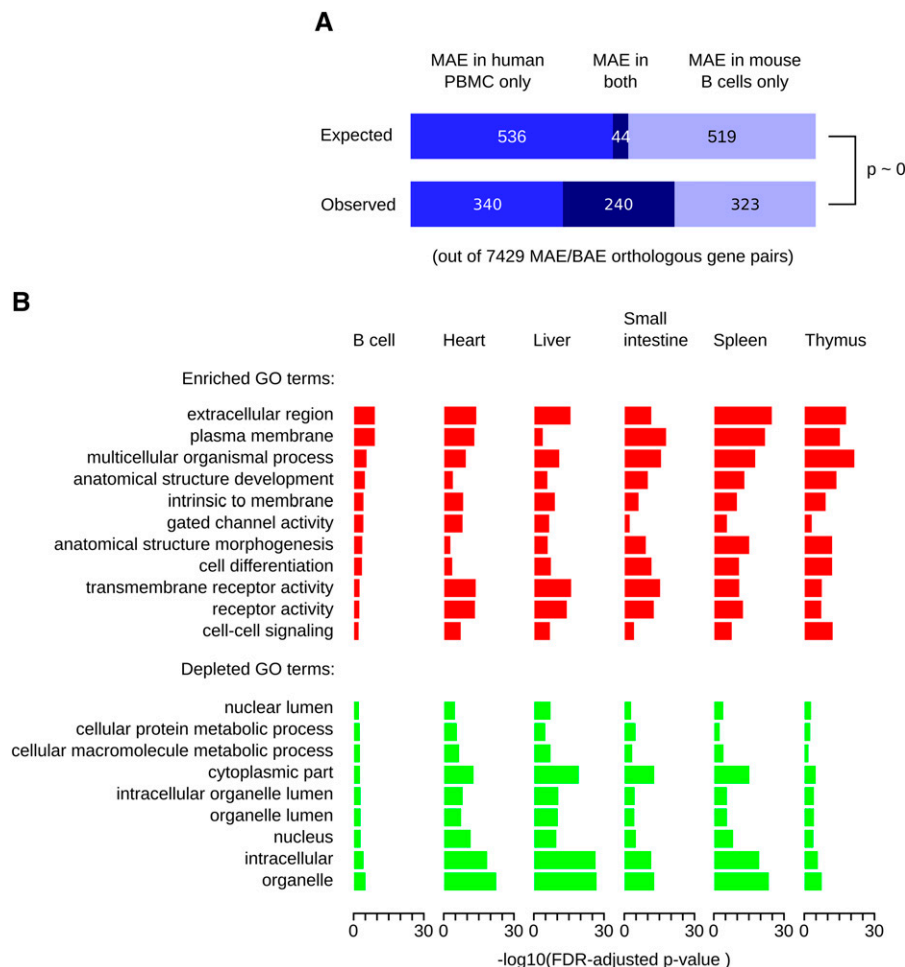 A
MAE in human PBMC only
MAE in both
MAE in mouse B cells only
Expected 536 44 519
p ~ 0
Observed 340 240 323
(out of 7429 MAE/BAE orthologous gene pairs)
B
B cell Heart Liver Small intestine Spleen Thymus
Enriched GO terms:
extracellular region
plasma membrane
multicellular organismal process
anatomical structure development
intrinsic to membrane
gated channel activity
anatomical structure morphogenesis
cell differentiation
transmembrane receptor activity
receptor activity
cell-cell signaling
Depleted GO terms:
nuclear lumen
cellular protein metabolic process
cellular macromolecule metabolic process
cytoplasmic part
intracellular organelle lumen
organelle lumen
nucleus
intracellular
organelle
0 30 0 30 0 30 0 30 0 30 0 30
-log10(FDR-adjusted p-value )